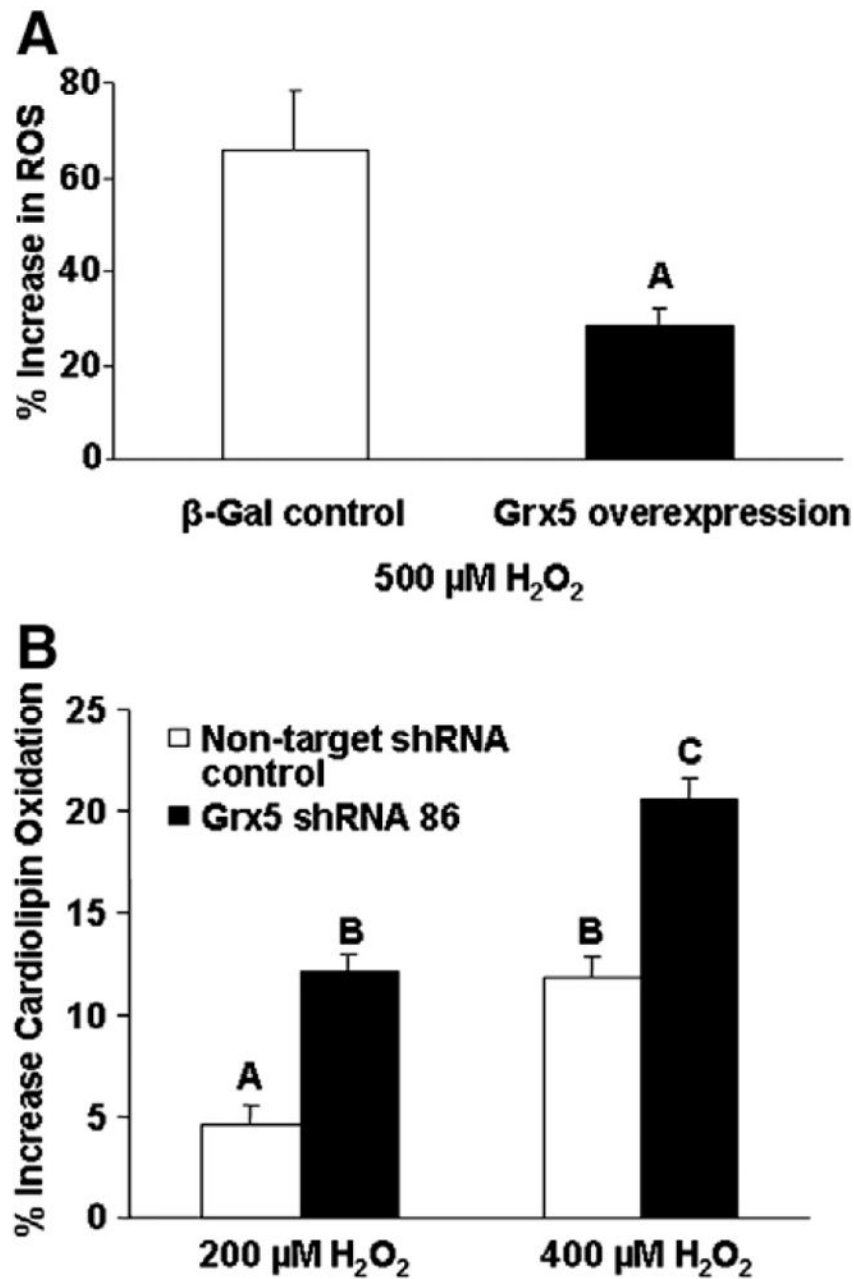 A
% Increase in ROS
80
60
40
20
0
A
β-Gal control
Grx5 overexpression
500 µM H₂O₂
B
% Increase Cardiolipin Oxidation
25
20
15
10
5
0
Non-target shRNA
control
Grx5 shRNA 86
A
B
B
C
200 µM H₂O₂
400 µM H₂O₂